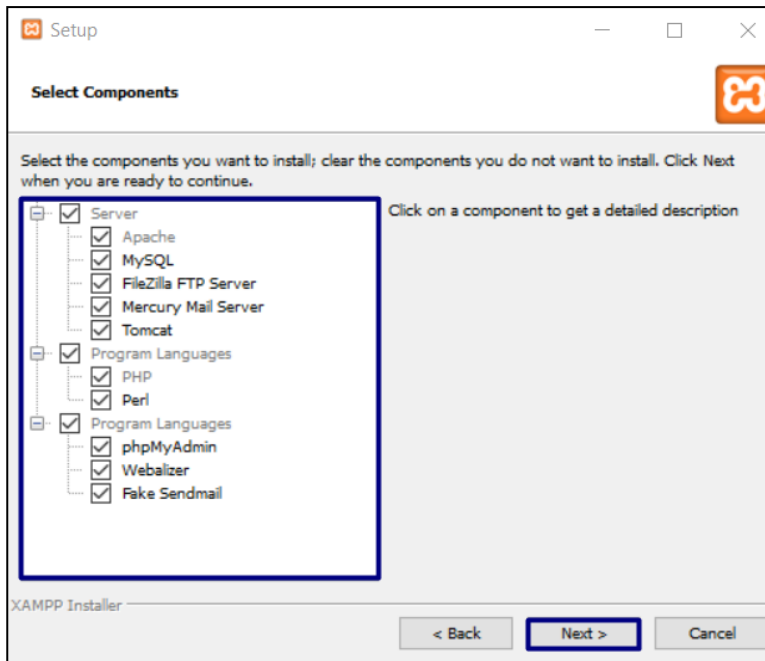 Setup
Select Components
Select the components you want to install; clear the components you do not want to install. Click Next
when you are ready to continue.
Server
Apache
MySQL
FileZilla FTP Server
Mercury Mail Server
Tomcat
Program Languages
PHP
Perl
Program Languages
phpMyAdmin
Webalizer
Fake Sendmail
Click on a component to get a detailed description
XAMPP Installer
< Back
Next >
Cancel